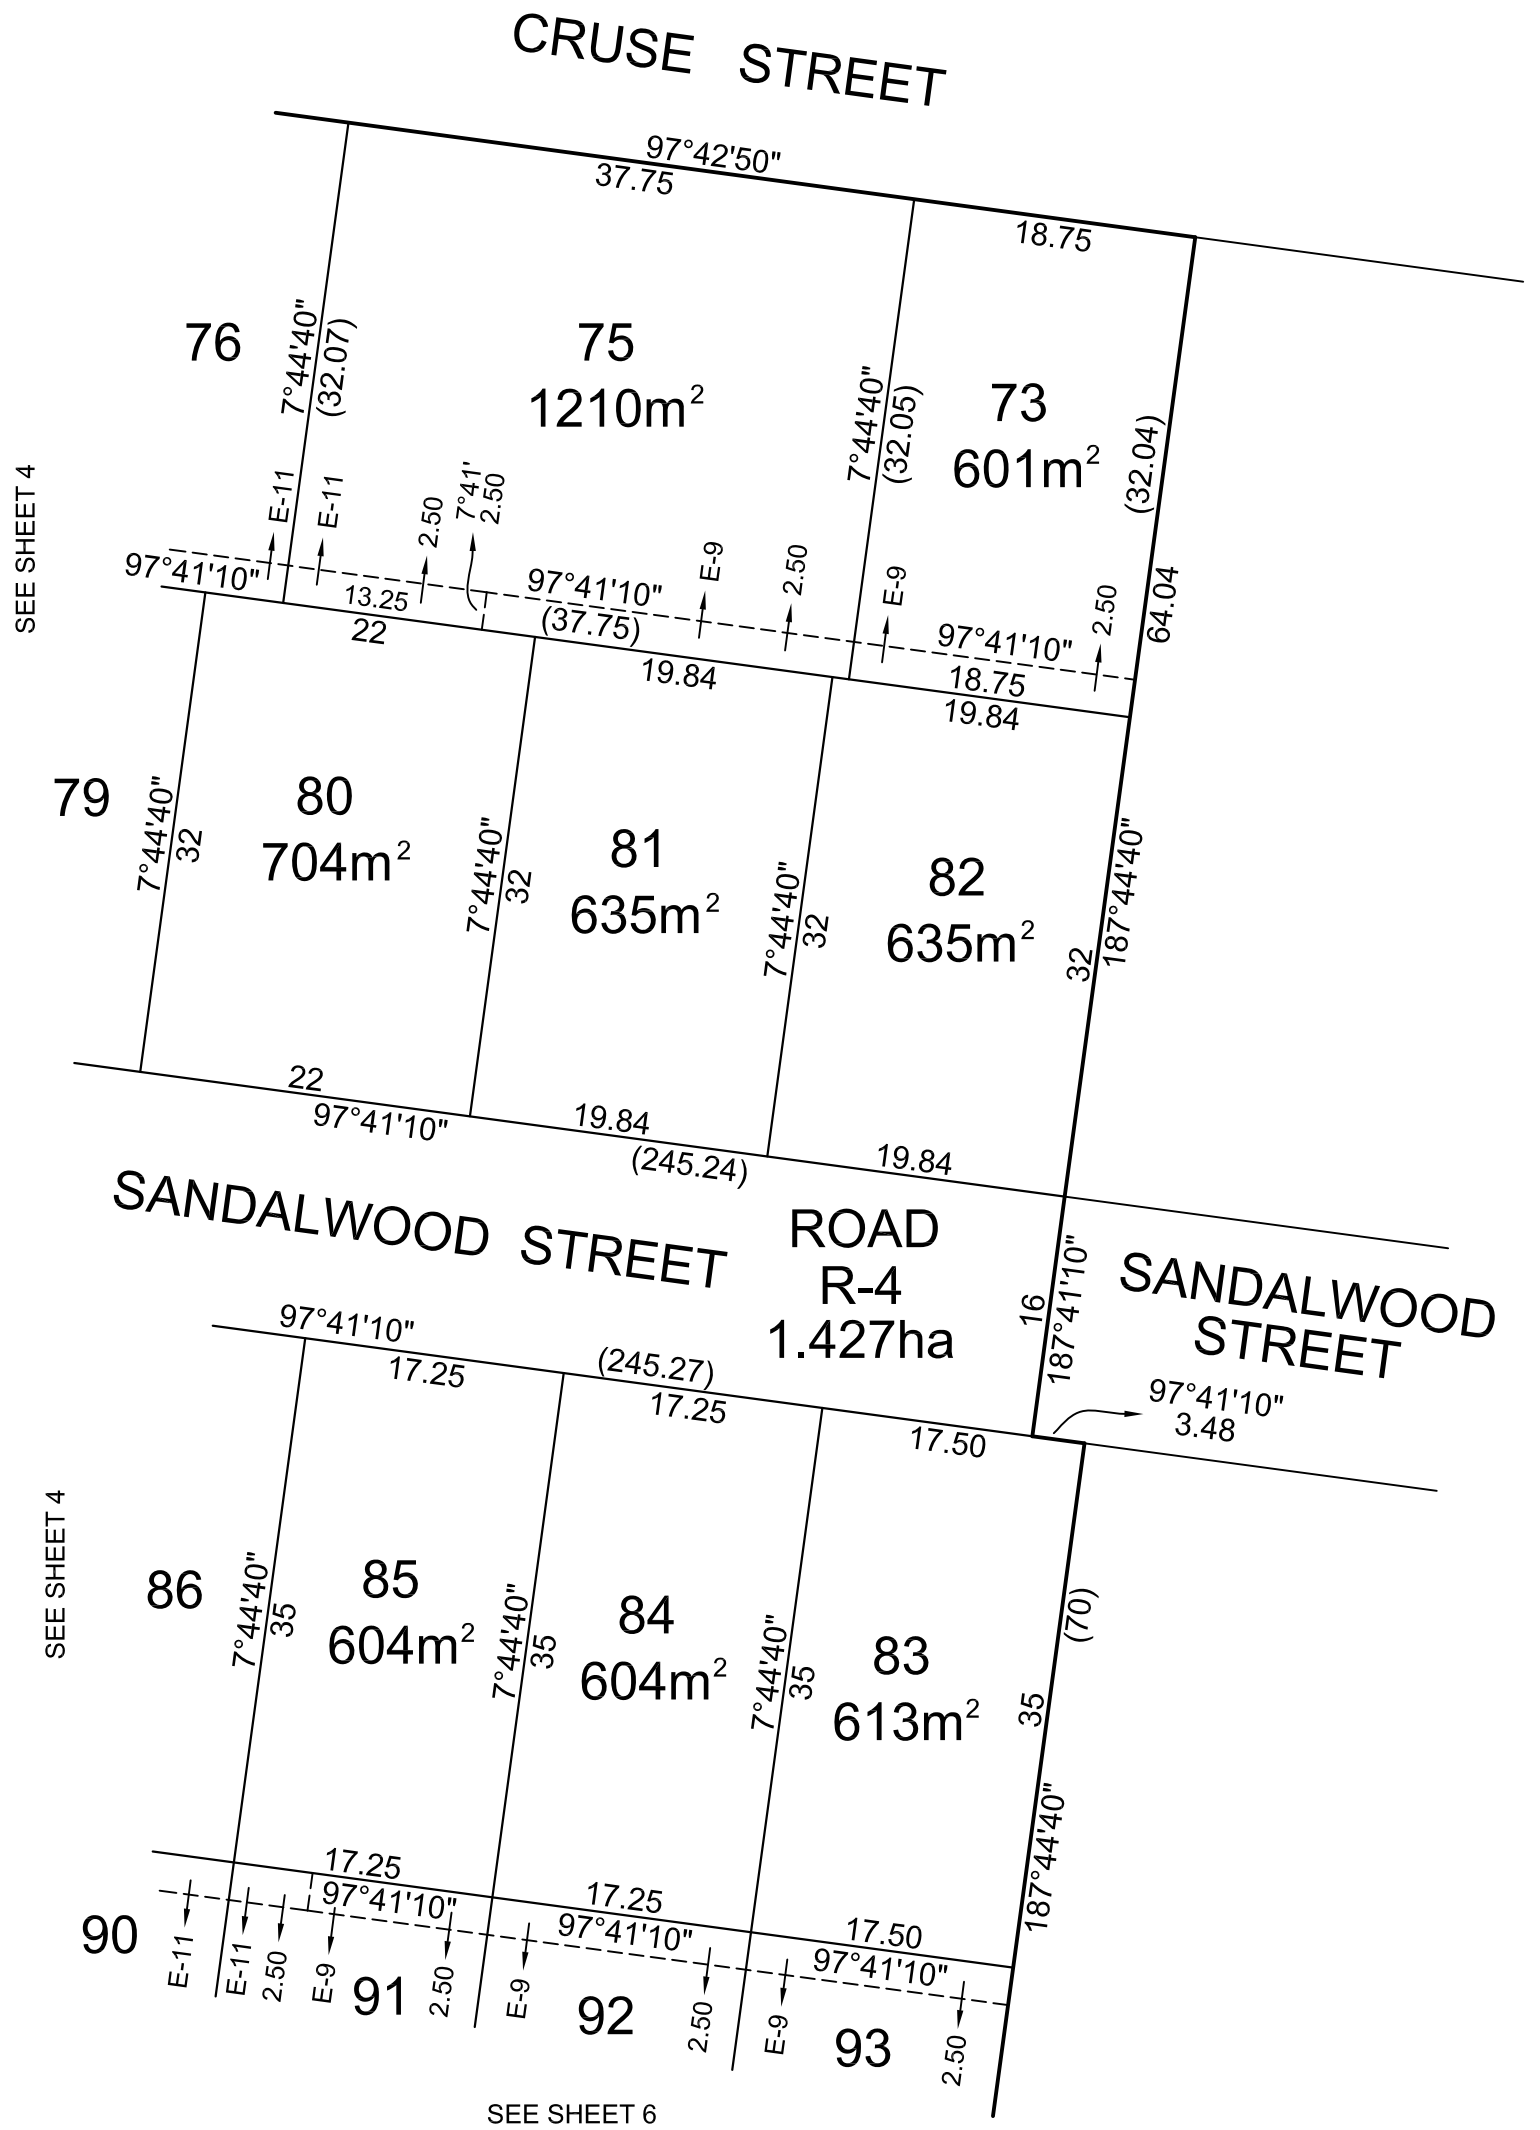 CRUSE STREET
97°42'50"
37.75
18.75
76
7°44'40"
(32.07)
75
1210m²
7°44'40"
(32.05)
73
601m²
(32.04)
64.04
SEE SHEET 4
E-11
E-11
2.50
7°41'
2.50
E-9
2.50
E-9
2.50
97°41'10"
13.25
97°41'10"
(37.75)
97°41'10"
18.75
22
19.84
19.84
79
7°44'40"
32
80
704m²
7°44'40"
32
81
635m²
7°44'40"
32
82
635m²
32
187°44'40"
22
97°41'10"
19.84
(245.24)
19.84
SANDALWOOD STREET
ROAD
R-4
1.427ha
16
187°41'10"
SANDALWOOD
STREET
97°41'10"
3.48
97°41'10"
17.25
(245.27)
17.25
17.50
SEE SHEET 4
86
7°44'40"
35
85
604m²
7°44'40"
35
84
604m²
7°44'40"
35
83
613m²
35
(70)
187°44'40"
17.25
97°41'10"
17.25
97°41'10"
17.50
97°41'10"
90
E-11
E-11
2.50
E-9
91
2.50
E-9
92
2.50
E-9
93
2.50
SEE SHEET 6